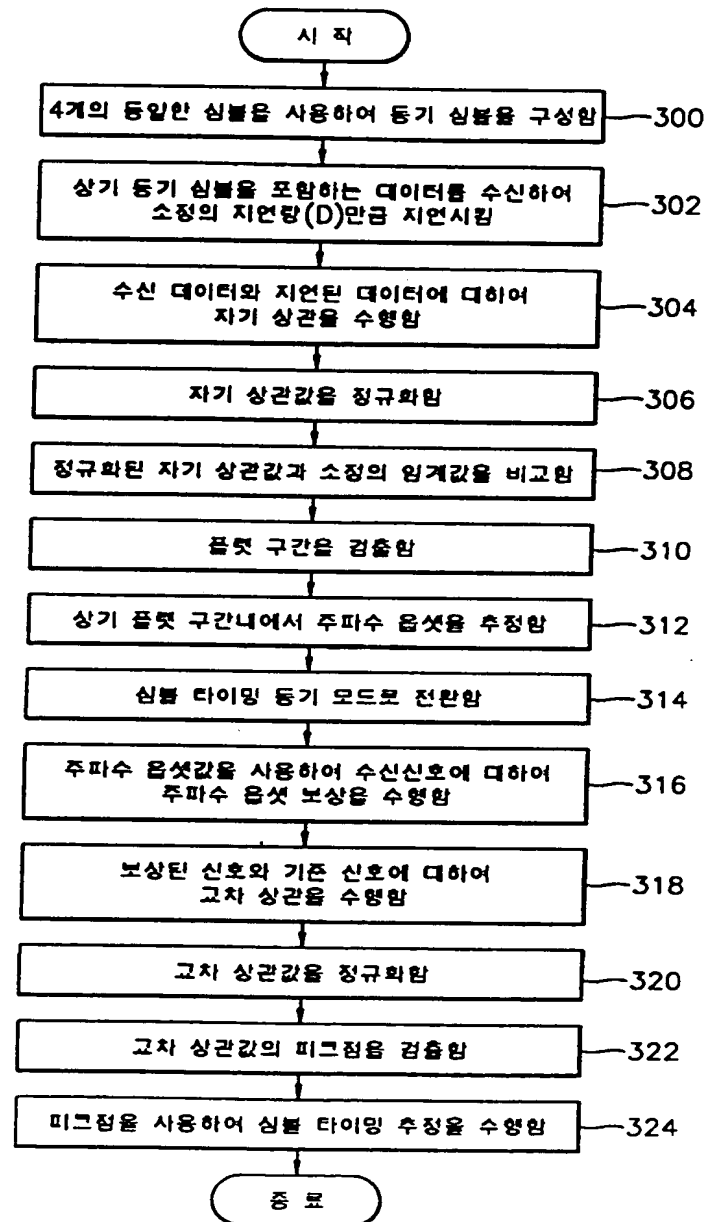 시 작
4개의 동일한 심볼을 사용하여 동기 심볼을 구성함
300
상기 동기 심볼을 포함하는 데이터를 수신하여
소정의 지연량(D)만큼 지연시킴
302
수신 데이터와 지연된 데이터에 대하여
자기 상관을 수행함
304
자기 상관값을 정규화함
306
정규화된 자기 상관값과 소정의 임계값을 비교함
308
플랫 구간을 검출함
310
상기 플랫 구간내에서 주파수 옵셋을 추정함
312
심볼 타이밍 동기 모드로 전환함
314
주파수 옵셋값을 사용하여 수신신호에 대하여
주파수 옵셋 보상을 수행함
316
보상된 신호와 기준 신호에 대하여
교차 상관을 수행함
318
교차 상관값을 정규화함
320
교차 상관값의 피크점을 검출함
322
피크점을 사용하여 심볼 타이밍 추정을 수행함
324
종 료